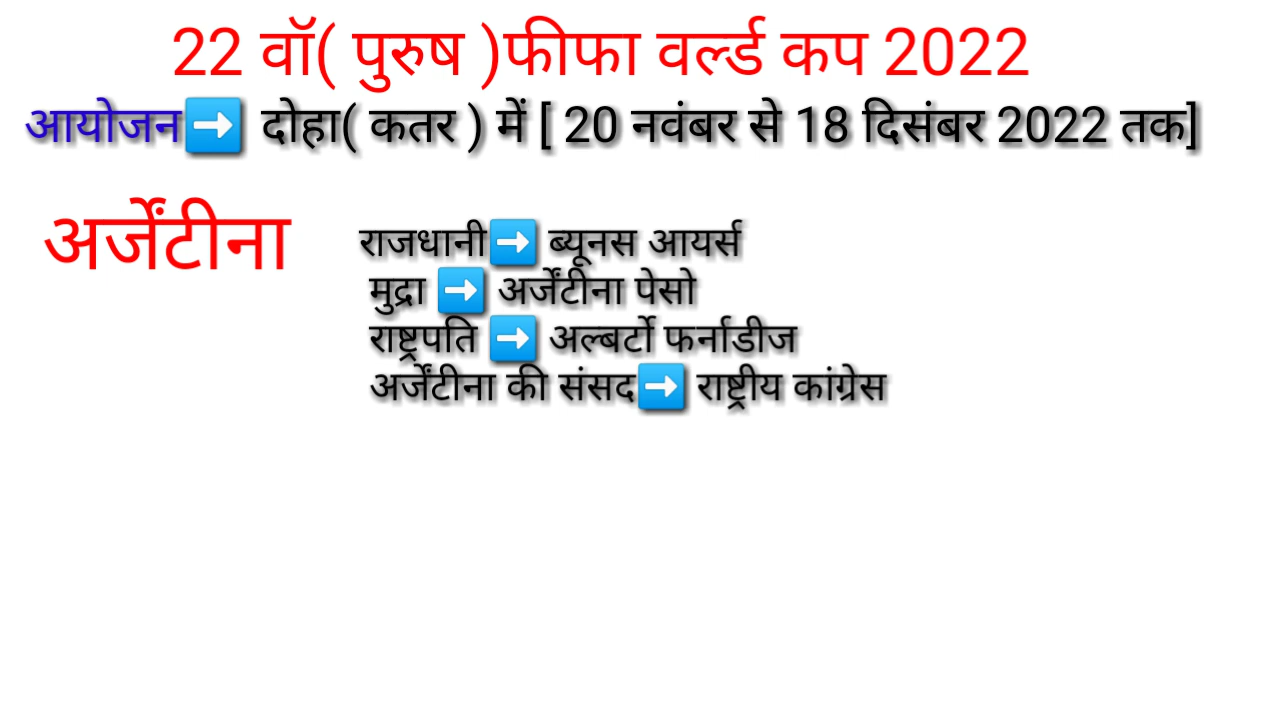 22 वॉ( पुरुष )फीफा वर्ल्ड कप 2022
आयोजन➡️ दोहा( कतर ) में [ 20 नवंबर से 18 दिसंबर 2022 तक]
अर्जेंटीना
राजधानी➡️ ब्यूनस आयर्स
मुद्रा ➡️ अर्जेंटीना पेसो
राष्ट्रपति ➡️ अल्बर्टो फर्नाडीज
अर्जेंटीना की संसद➡️ राष्ट्रीय कांग्रेस